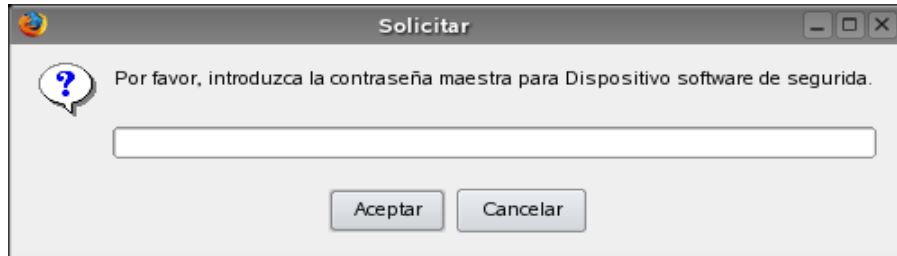 Solicitar
Por favor, introduzca la contraseña maestra para Dispositivo software de segurida.
Aceptar Cancelar